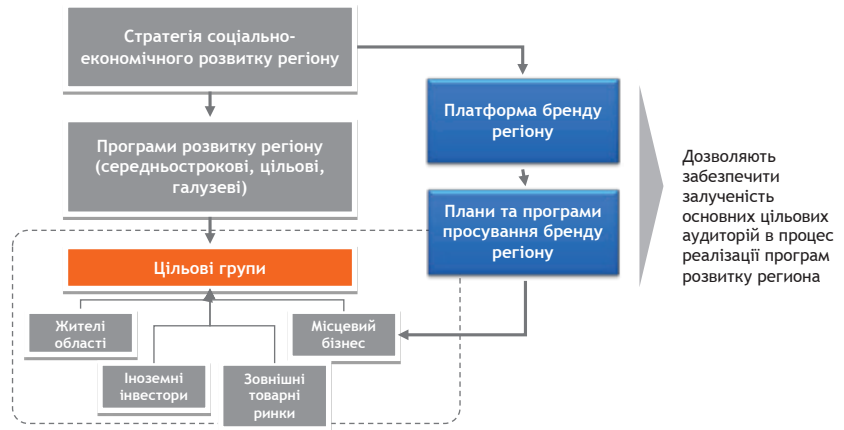 Стратегія соціально-
економічного розвитку регіону
Платформа бренду
регіону
Програми розвитку регіону
(середньострокові, цільові,
галузеві)
Плани та програми
просування бренду
регіону
Дозволяють
забезпечити
залученість
основних цільових
аудиторій в процес
реалізації програм
розвитку региона
Цільові групи
Жителі
області
Місцевий
бізнес
Іноземні
інвестори
Зовнішні
товарні
ринки